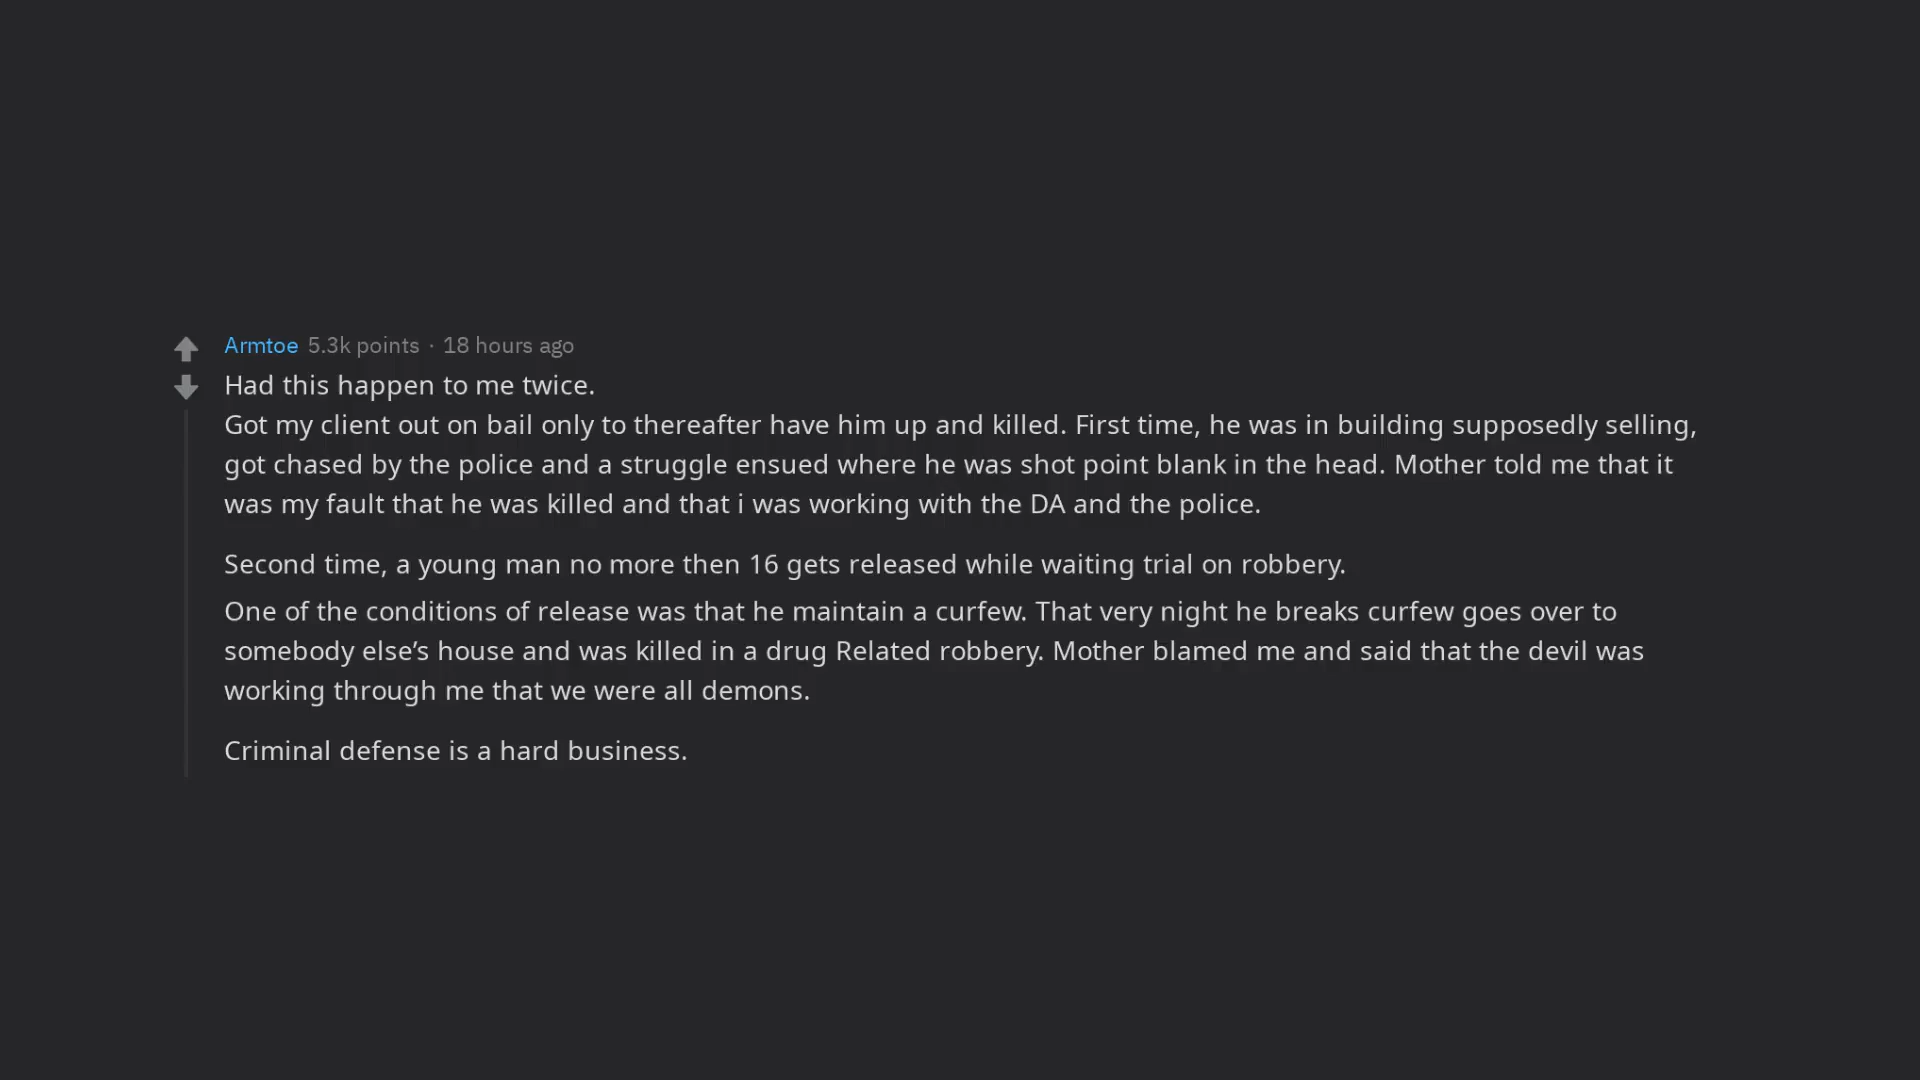 Armtoe 5.3k points · 18 hours ago
Had this happen to me twice.
Got my client out on bail only to thereafter have him up and killed. First time, he was in building supposedly selling,
got chased by the police and a struggle ensued where he was shot point blank in the head. Mother told me that it
was my fault that he was killed and that i was working with the DA and the police.
Second time, a young man no more then 16 gets released while waiting trial on robbery.
One of the conditions of release was that he maintain a curfew. That very night he breaks curfew goes over to
somebody else’s house and was killed in a drug Related robbery. Mother blamed me and said that the devil was
working through me that we were all demons.
Criminal defense is a hard business.